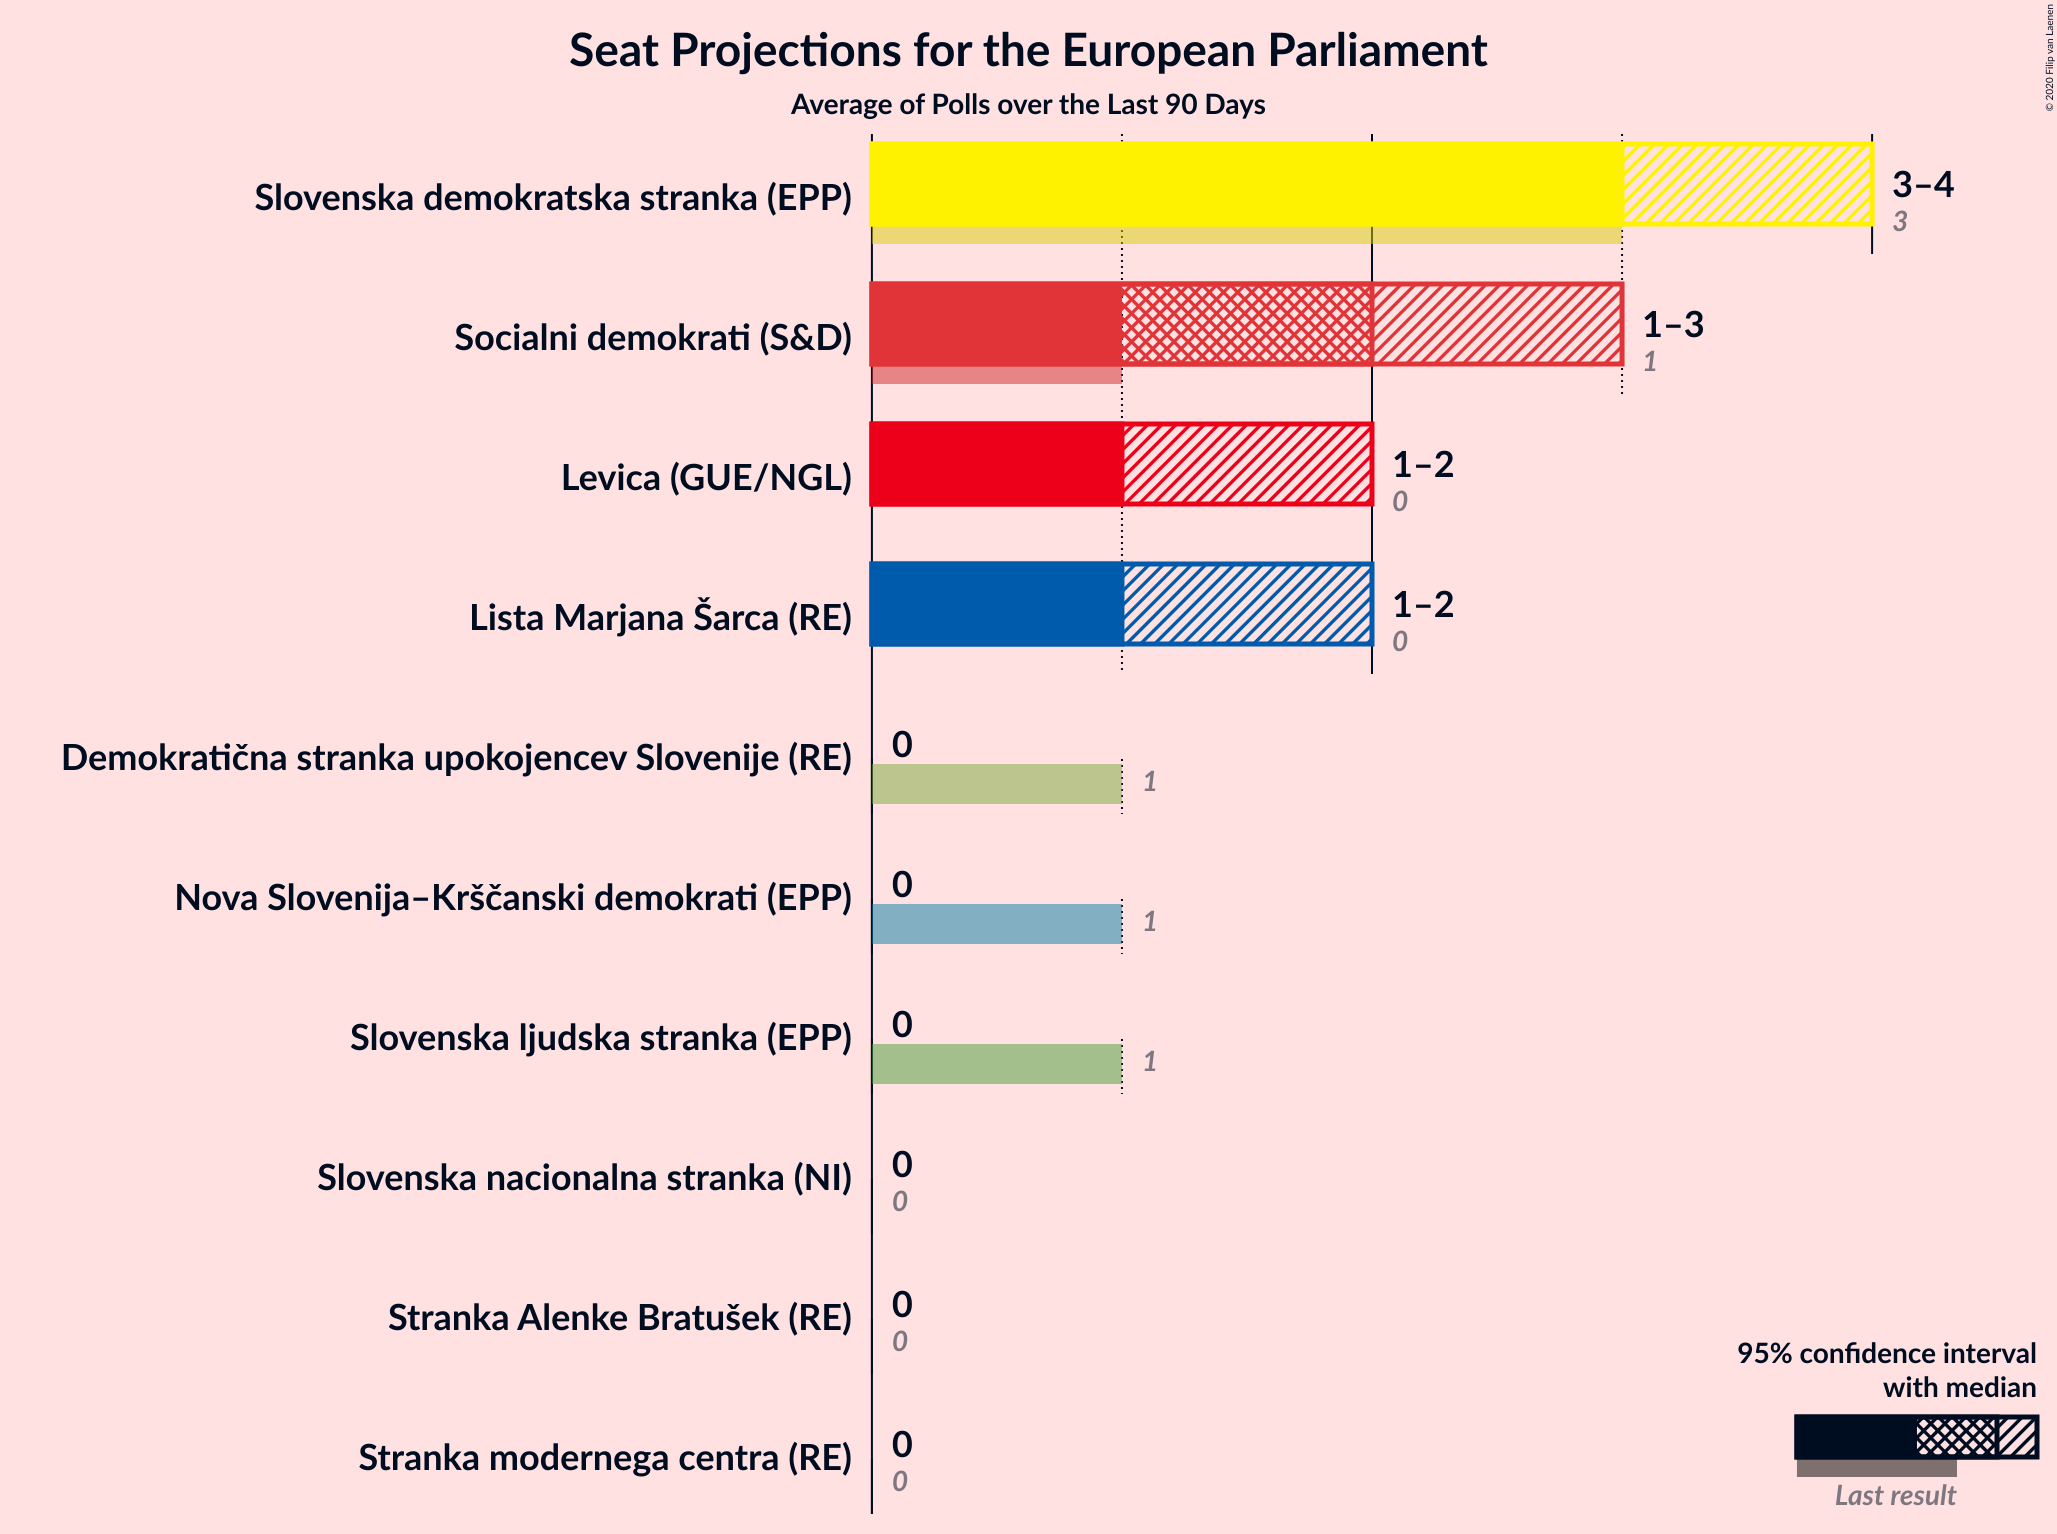 Seat Projections for the European Parliament
Average of Polls over the Last 90 Days
© 2020 Filip van Laenen
Slovenska demokratska stranka (EPP)
3–4
3
Socialni demokrati (S&D)
1–3
1
Levica (GUE/NGL)
1–2
0
Lista Marjana Šarca (RE)
1–2
0
Demokratična stranka upokojencev Slovenije (RE)
0
1
Nova Slovenija–Krščanski demokrati (EPP)
0
1
Slovenska ljudska stranka (EPP)
0
1
Slovenska nacionalna stranka (NI)
0
0
Stranka Alenke Bratušek (RE)
0
0
Stranka modernega centra (RE)
0
0
95% confidence interval
with median
Last result